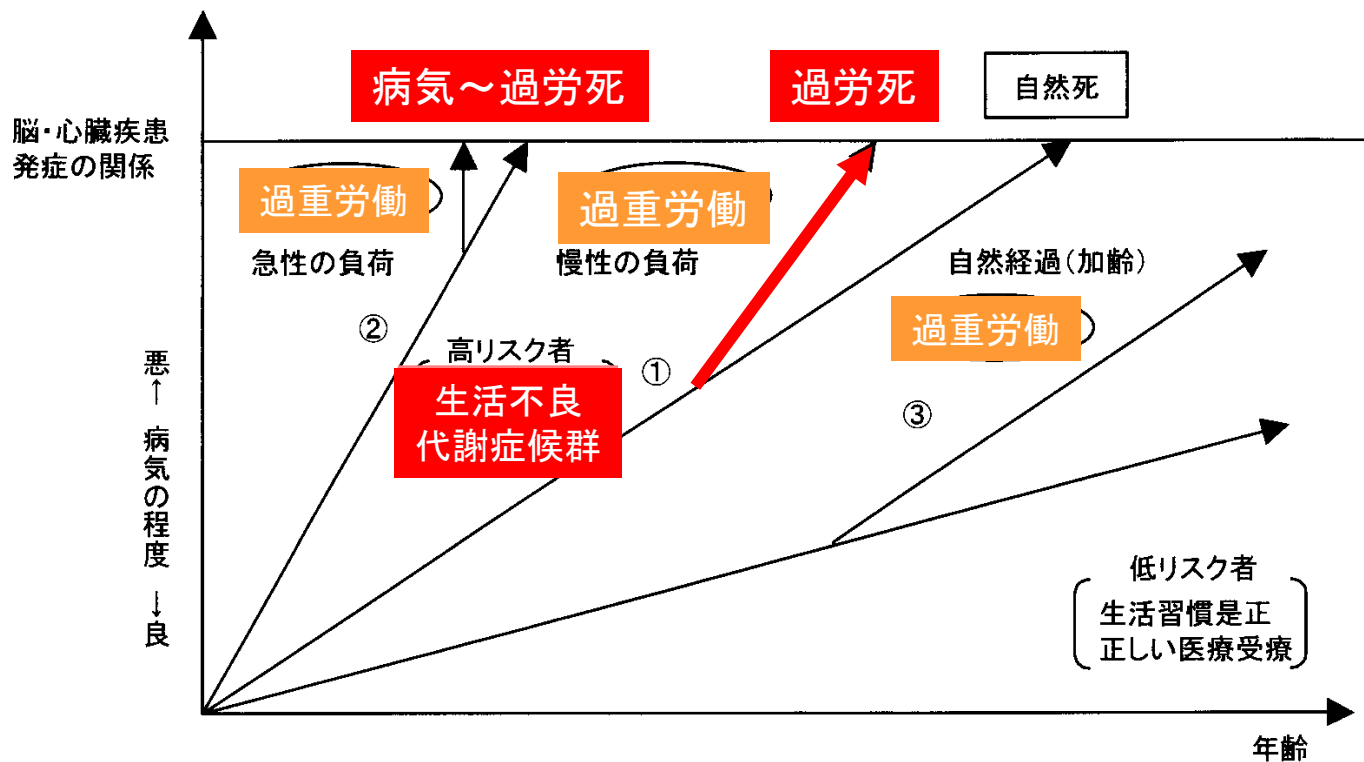 病気～過労死
過労死
自然死
脳・心臓疾患
発症の関係
過重労働
過重労働
急性の負荷
慢性の負荷
自然経過（加齢）
過重労働
②
高リスク者
①
生活不良
代謝症候群
③
悪← 病気の程度 →良
低リスク者
生活習慣是正
正しい医療受療
年齢